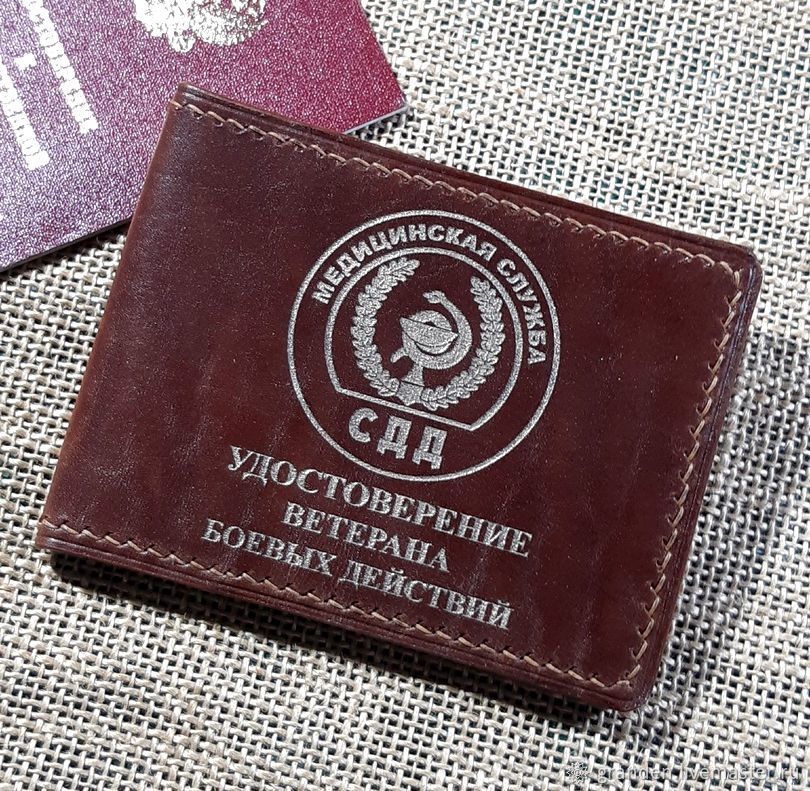 МЕДИЦИНСКАЯ СЛУЖБА
СДД
УДОСТОВЕРЕНИЕ
ВЕТЕРАНА
БОЕВЫХ ДЕЙСТВИЙ